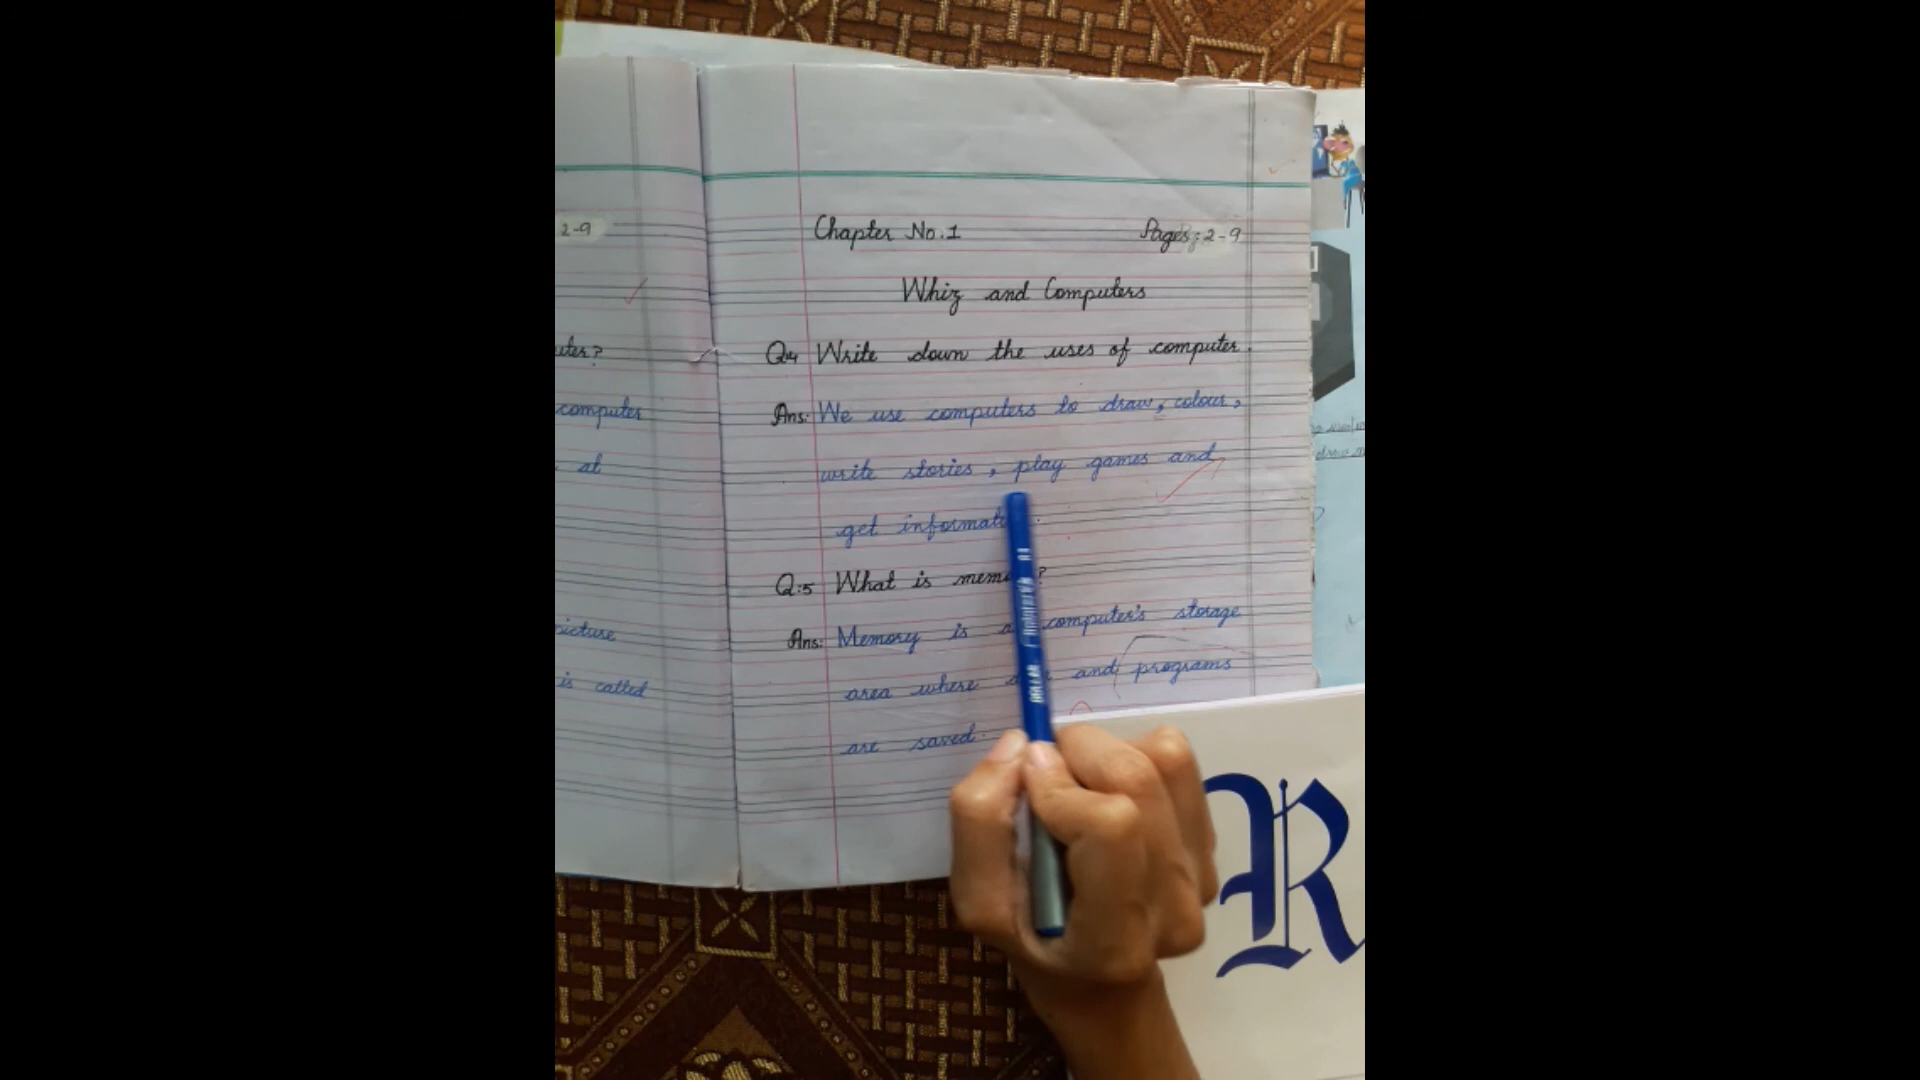 2-9
uter?
computer
at
picture
is called
Chapter No.1 Pages: 2-9
Whiz and Computers
Q4 Write down the uses of computer.
Ans: We use computers to draw, colour,
write stories, play games and
get informat
Q:5 What is mem ?
Ans: Memory is a computer's storage
area where and programs
are saved.
DOLLAR
R